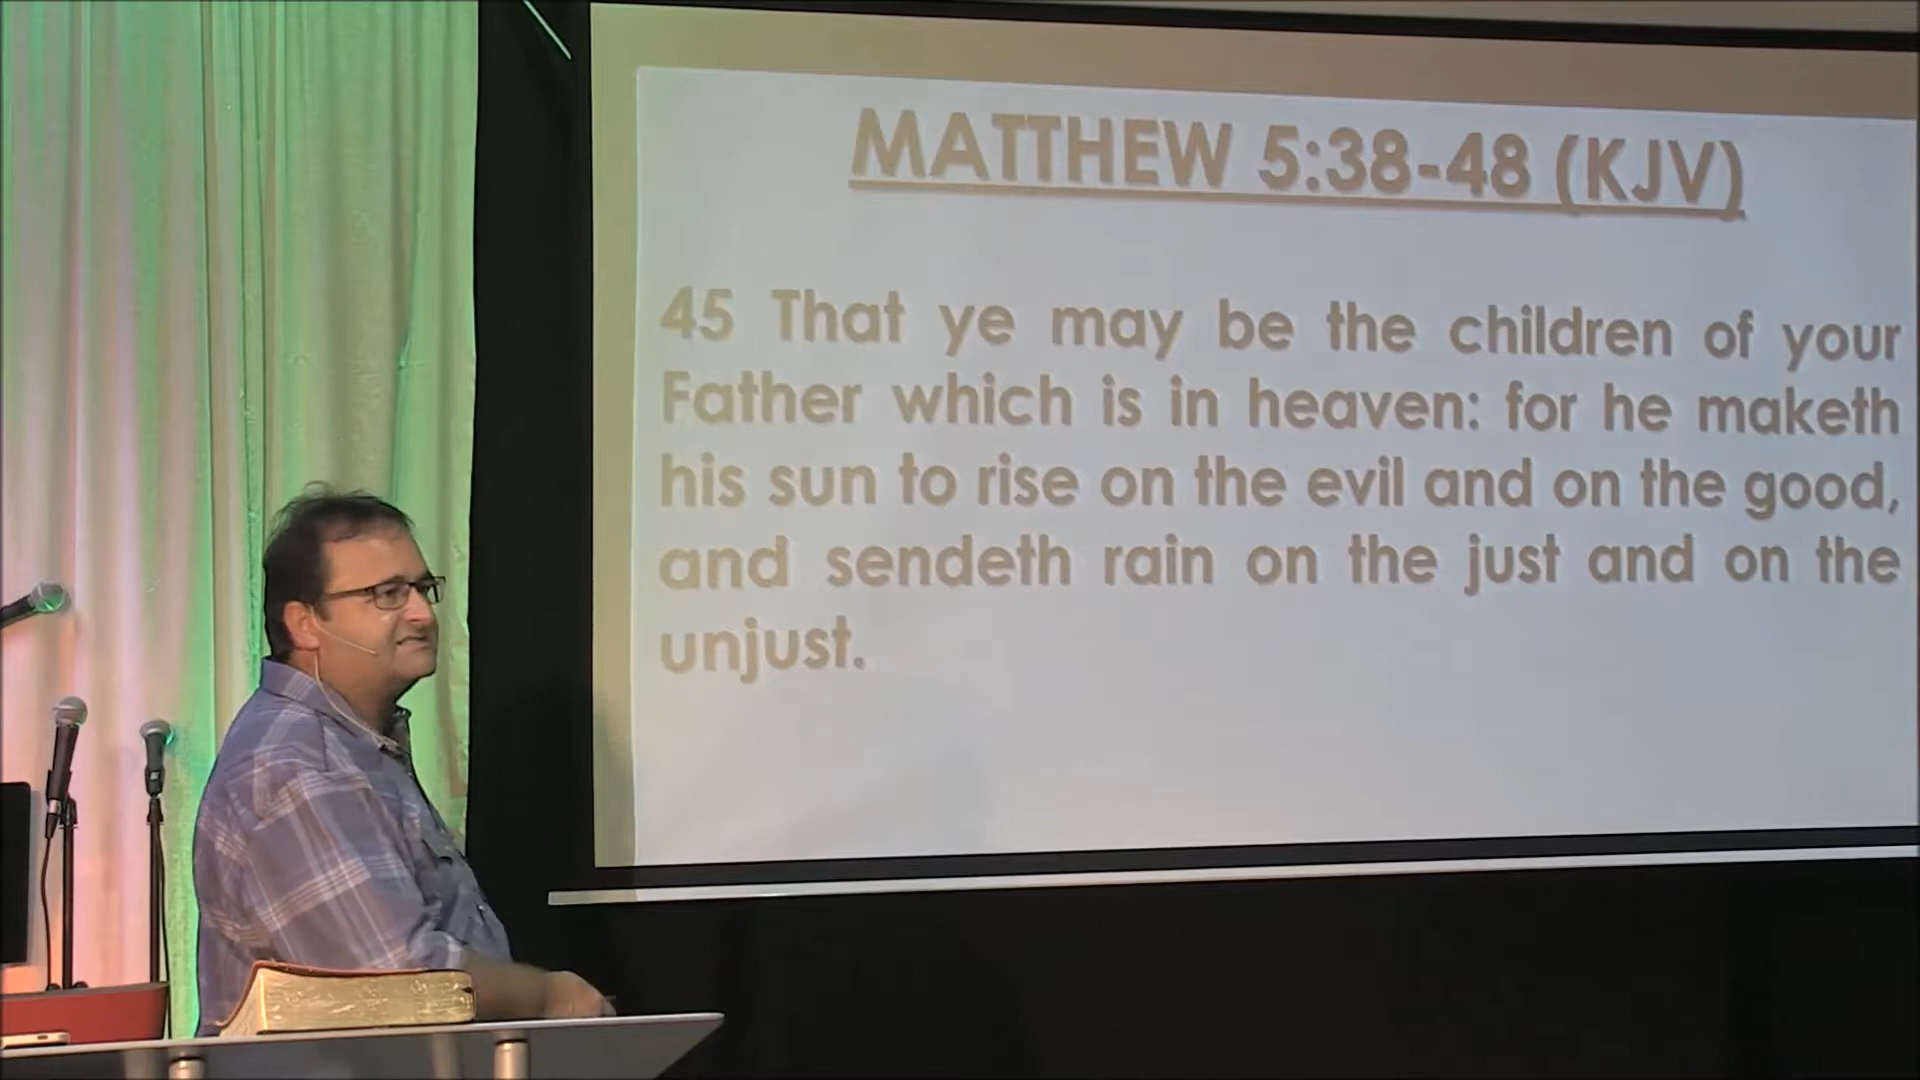 MATTHEW 5:38-48 (KJV)
45 That ye may be the children of your
Father which is in heaven: for he maketh
his sun to rise on the evil and on the good,
and sendeth rain on the just and on the
unjust.